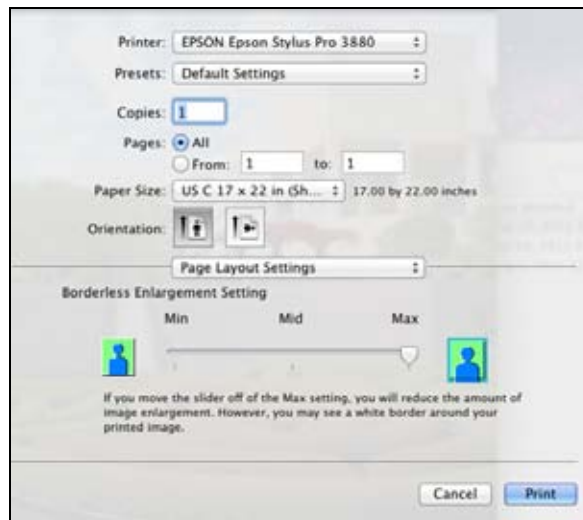 Printer: EPSON Epson Stylus Pro 3880
Presets: Default Settings
Copies: 1
Pages: All
From: 1 to: 1
Paper Size: US C 17 x 22 in (Sh... 17.00 by 22.00 inches
Orientation:
Page Layout Settings
Borderless Enlargement Setting
Min Mid Max
If you move the slider off of the Max setting, you will reduce the amount of
image enlargement. However, you may see a white border around your
printed image.
Cancel Print